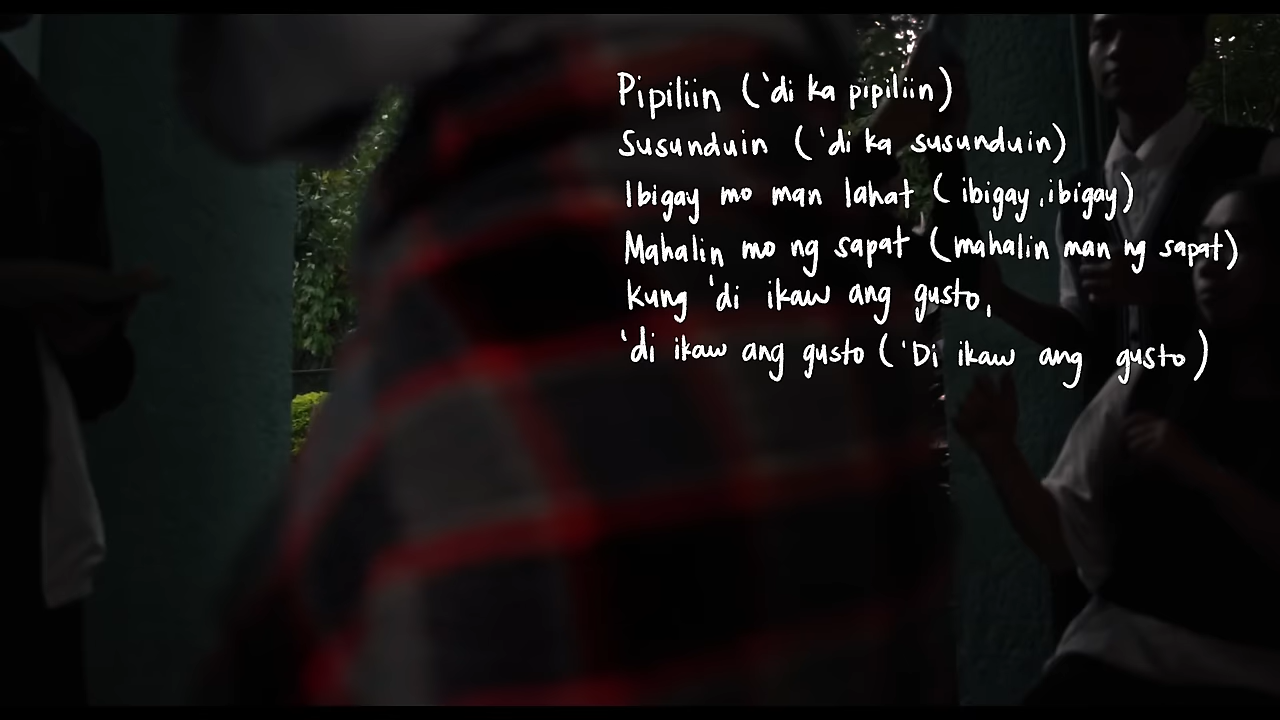 Pipiliin ('di ka pipiliin)
Susunduin ('di ka susunduin)
Ibigay mo man lahat (ibigay, ibigay)
Mahalin mo ng sapat (mahalin man ng sapat)
kung 'di ikaw ang gusto,
'di ikaw ang gusto ('Di ikaw ang gusto)